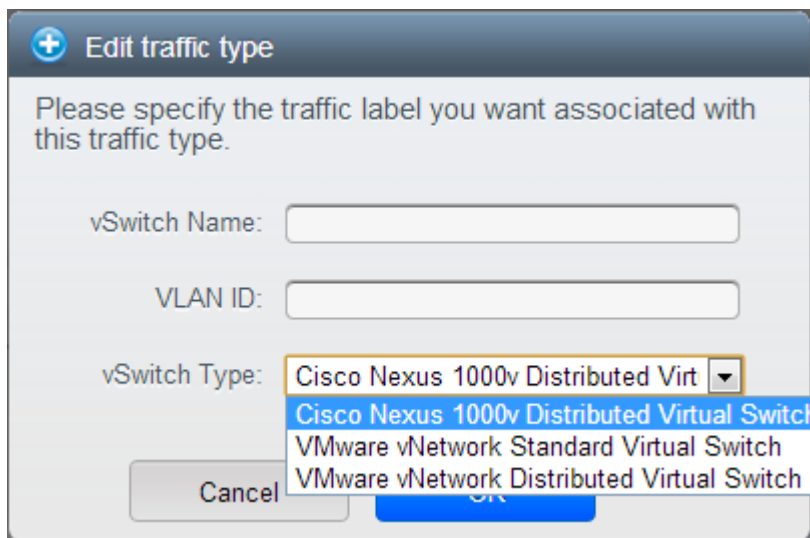 Edit traffic type
Please specify the traffic label you want associated with
this traffic type.
vSwitch Name:
VLAN ID:
vSwitch Type: Cisco Nexus 1000v Distributed Virt
Cisco Nexus 1000v Distributed Virtual Switch
VMware vNetwork Standard Virtual Switch
VMware vNetwork Distributed Virtual Switch
Cancel OK